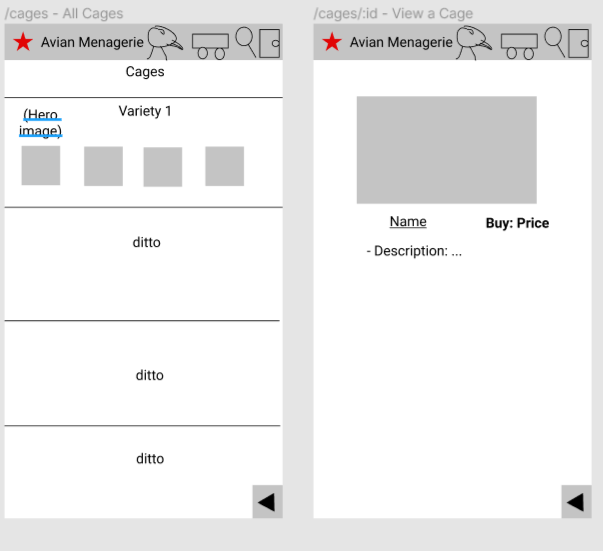 /cages - All Cages
Avian Menagerie
Cages
Variety 1
(Hero
image)
ditto
ditto
ditto
/cages/:id - View a Cage
Avian Menagerie
Name
Buy: Price
- Description: ...